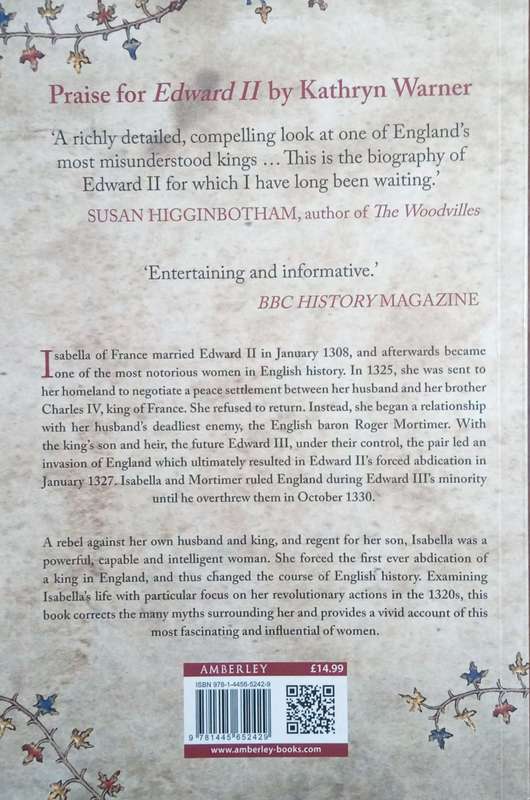 Praise for Edward II by Kathryn Warner
‘A richly detailed, compelling look at one of England’s
most misunderstood kings … This is the biography of
Edward II for which I have long been waiting.’
SUSAN HIGGINBOTHAM, author of The Woodvilles
‘Entertaining and informative.’
BBC HISTORY MAGAZINE
Isabella of France married Edward II in January 1308, and afterwards became
one of the most notorious women in English history. In 1325, she was sent to
her homeland to negotiate a peace settlement between her husband and her brother
Charles IV, king of France. She refused to return. Instead, she began a relationship
with her husband’s deadliest enemy, the English baron Roger Mortimer. With
the king’s son and heir, the future Edward III, under their control, the pair led an
invasion of England which ultimately resulted in Edward II’s forced abdication in
January 1327. Isabella and Mortimer ruled England during Edward III’s minority
until he overthrew them in October 1330.
A rebel against her own husband and king, and regent for her son, Isabella was a
powerful, capable and intelligent woman. She forced the first ever abdication of
a king in England, and thus changed the course of English history. Examining
Isabella’s life with particular focus on her revolutionary actions in the 1320s, this
book corrects the many myths surrounding her and provides a vivid account of this
most fascinating and influential of women.
AMBERLEY £14.99
ISBN 978-1-4456-5242-9
9 781445 652429
www.amberley-books.com